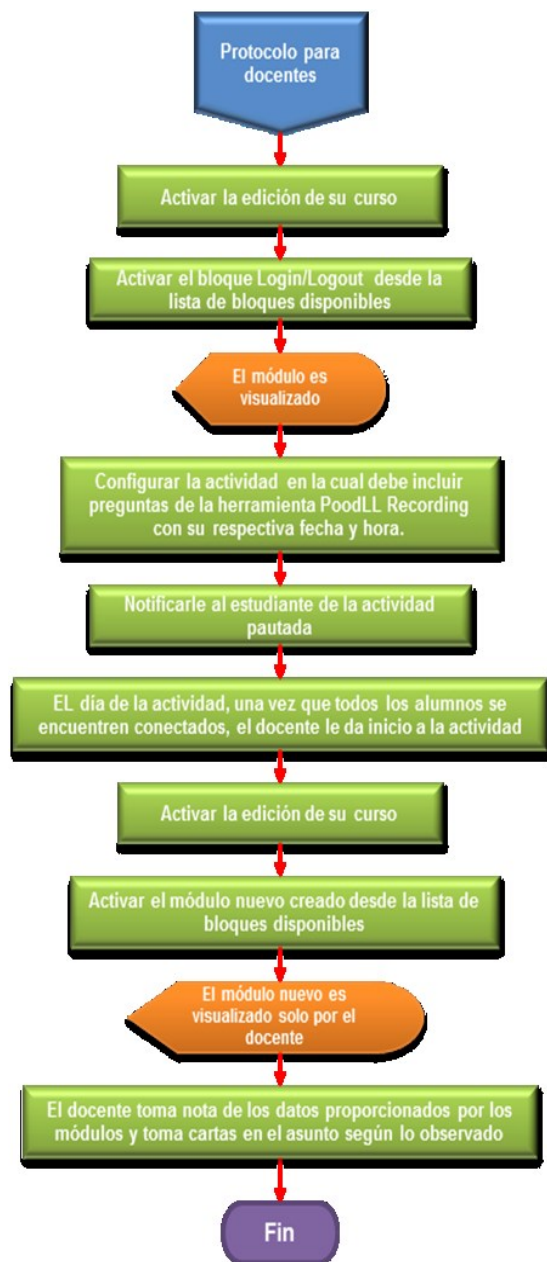 Protocolo para
docentes
Activar la edición de su curso
Activar el bloque Login/Logout desde la
lista de bloques disponibles
El módulo es
visualizado
Configurar la actividad en la cual debe incluir
preguntas de la herramienta PoodLL Recording
con su respectiva fecha y hora.
Notificarle al estudiante de la actividad
pautada
EL día de la actividad, una vez que todos los alumnos se
encuentren conectados, el docente le da inicio a la actividad
Activar la edición de su curso
Activar el módulo nuevo creado desde la lista de
bloques disponibles
El módulo nuevo es
visualizado solo por el
docente
El docente toma nota de los datos proporcionados por los
módulos y toma cartas en el asunto según lo observado
Fin